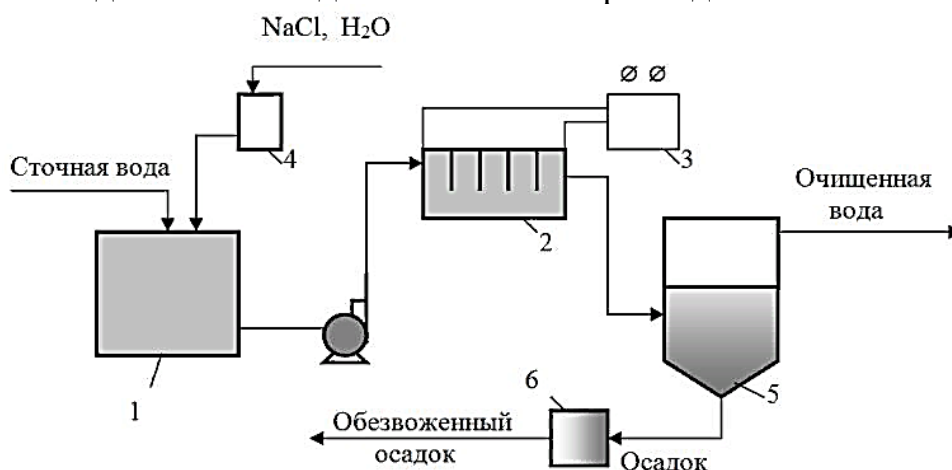 NaCl, H₂O
4
3
Сточная вода
2
Очищенная
вода
1
6
5
Обезвоженный
осадок
Осадок